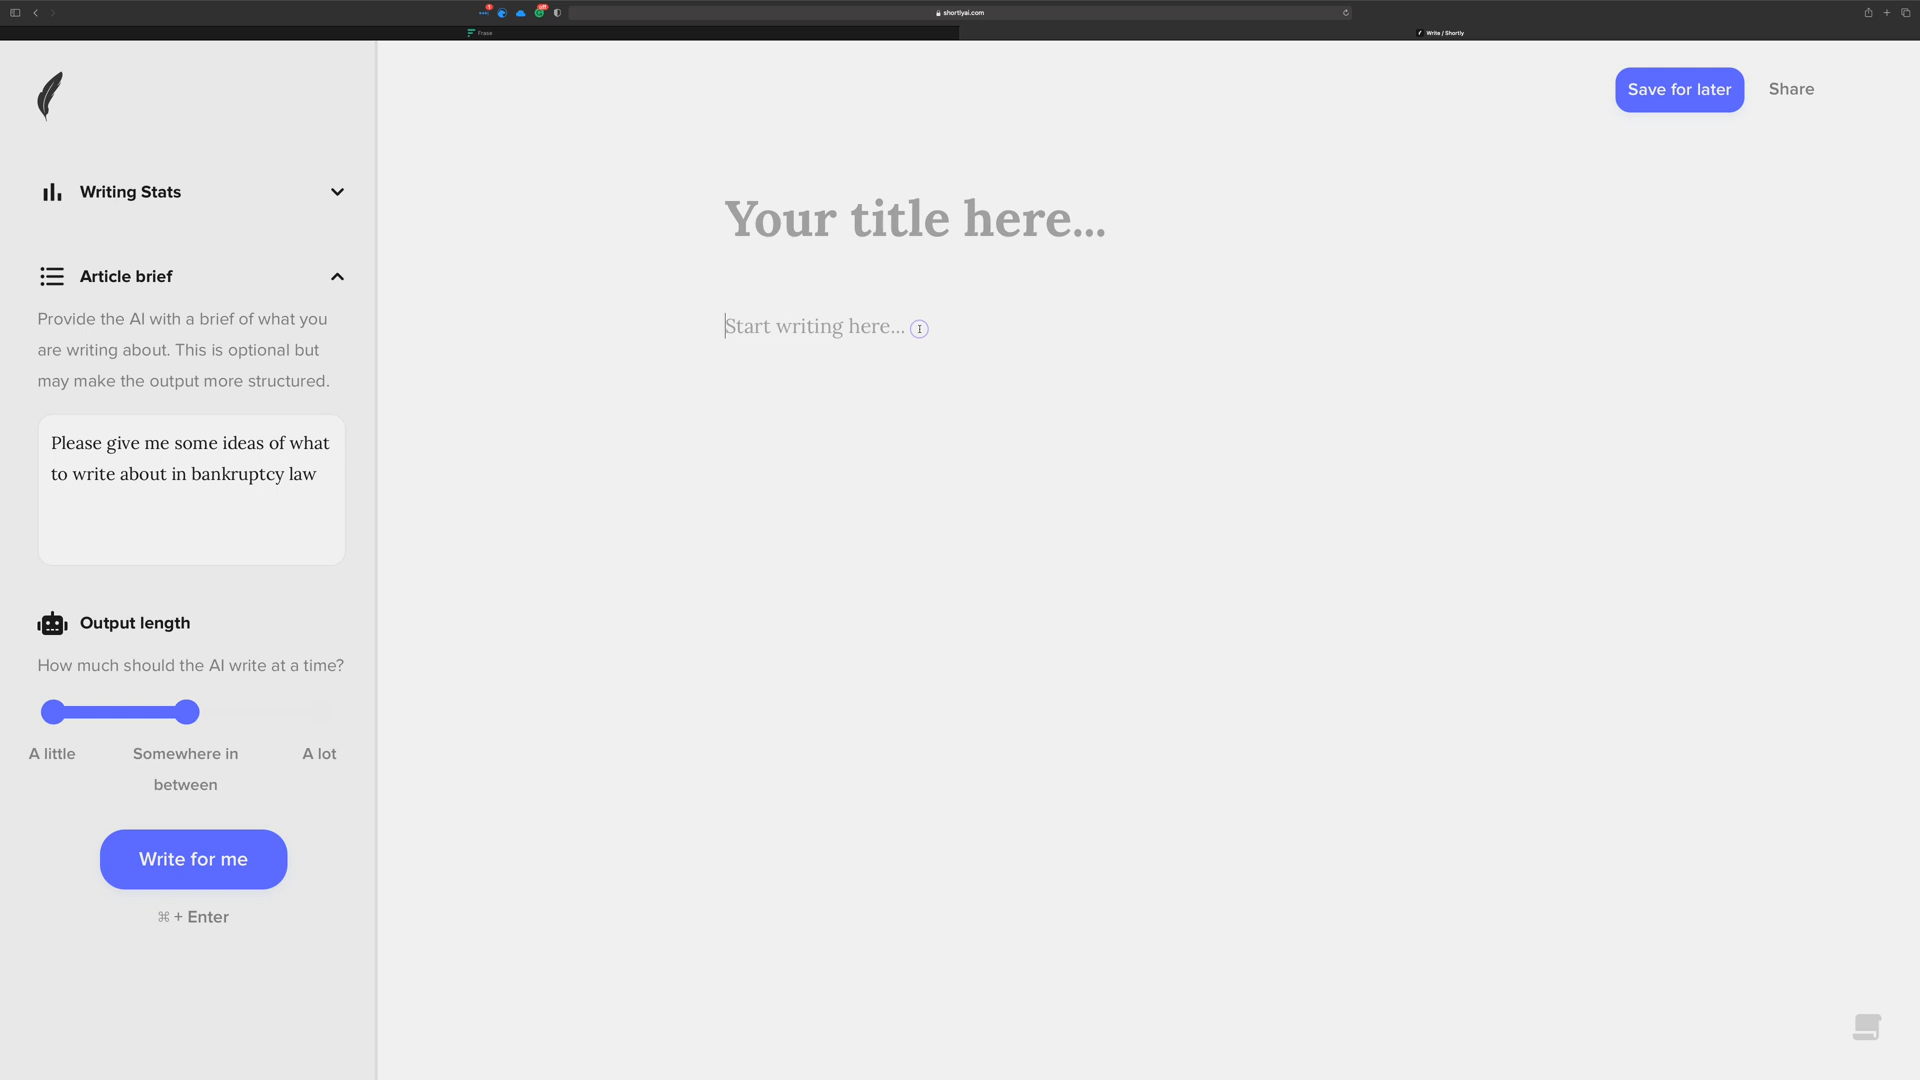 shortlyai.com
Frase
Write / Shortly
Save for later
Share
Writing Stats
Your title here...
Article brief
Provide the AI with a brief of what you
are writing about. This is optional but
may make the output more structured.
Start writing here...
Please give me some ideas of what
to write about in bankruptcy law
Output length
How much should the AI write at a time?
A little
Somewhere in
between
A lot
Write for me
⌘ + Enter